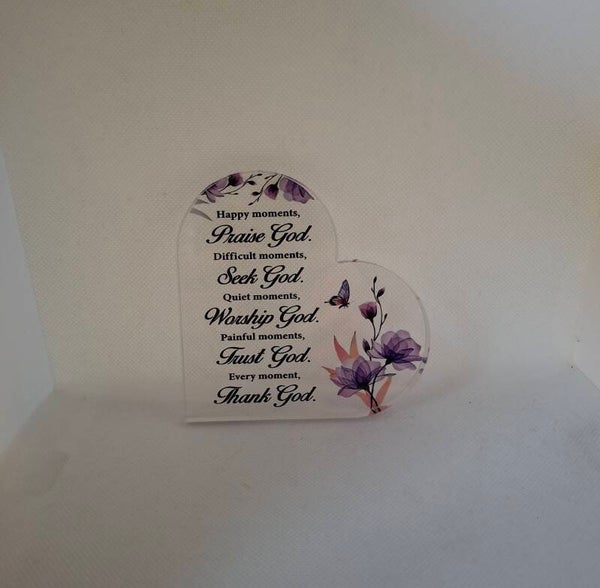 Happy moments,
Praise God.
Difficult moments,
Seek God.
Quiet moments,
Worship God.
Painful moments,
Trust God.
Every moment,
Thank God.